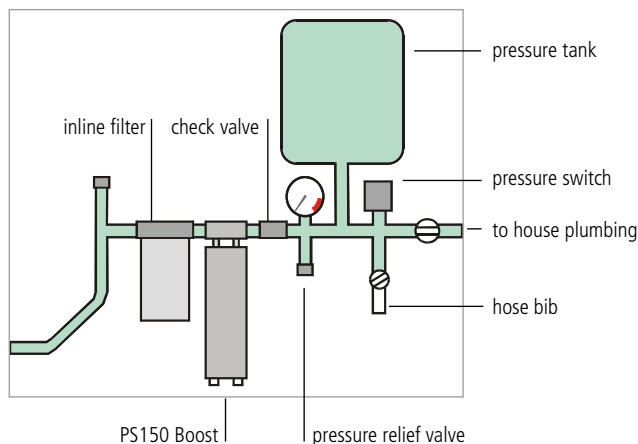 pressure tank
inline filter
check valve
pressure switch
to house plumbing
hose bib
PS150 Boost
pressure relief valve